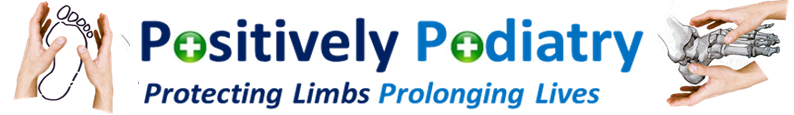 Positively Podiatry
Protecting Limbs Prolonging Lives